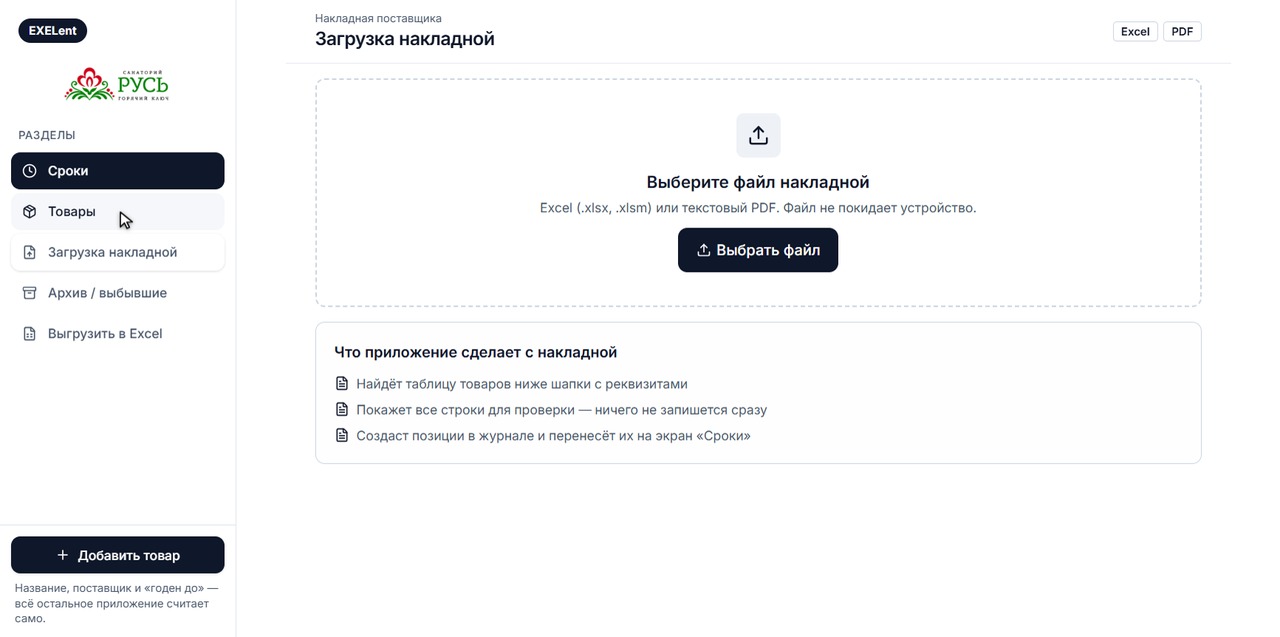 EXELent
САНАТОРИЙ
РУСЬ
ГОРЯЧИЙ КЛЮЧ
РАЗДЕЛЫ
Сроки
Товары
Загрузка накладной
Архив / выбывшие
Выгрузить в Excel
+ Добавить товар
Название, поставщик и «годен до» —
всё остальное приложение считает
само.
Накладная поставщика
Загрузка накладной
Excel
PDF
Выберите файл накладной
Excel (.xlsx, .xlsm) или текстовый PDF. Файл не покидает устройство.
Выбрать файл
Что приложение сделает с накладной
Найдёт таблицу товаров ниже шапки с реквизитами
Покажет все строки для проверки — ничего не запишется сразу
Создаст позиции в журнале и перенесёт их на экран «Сроки»